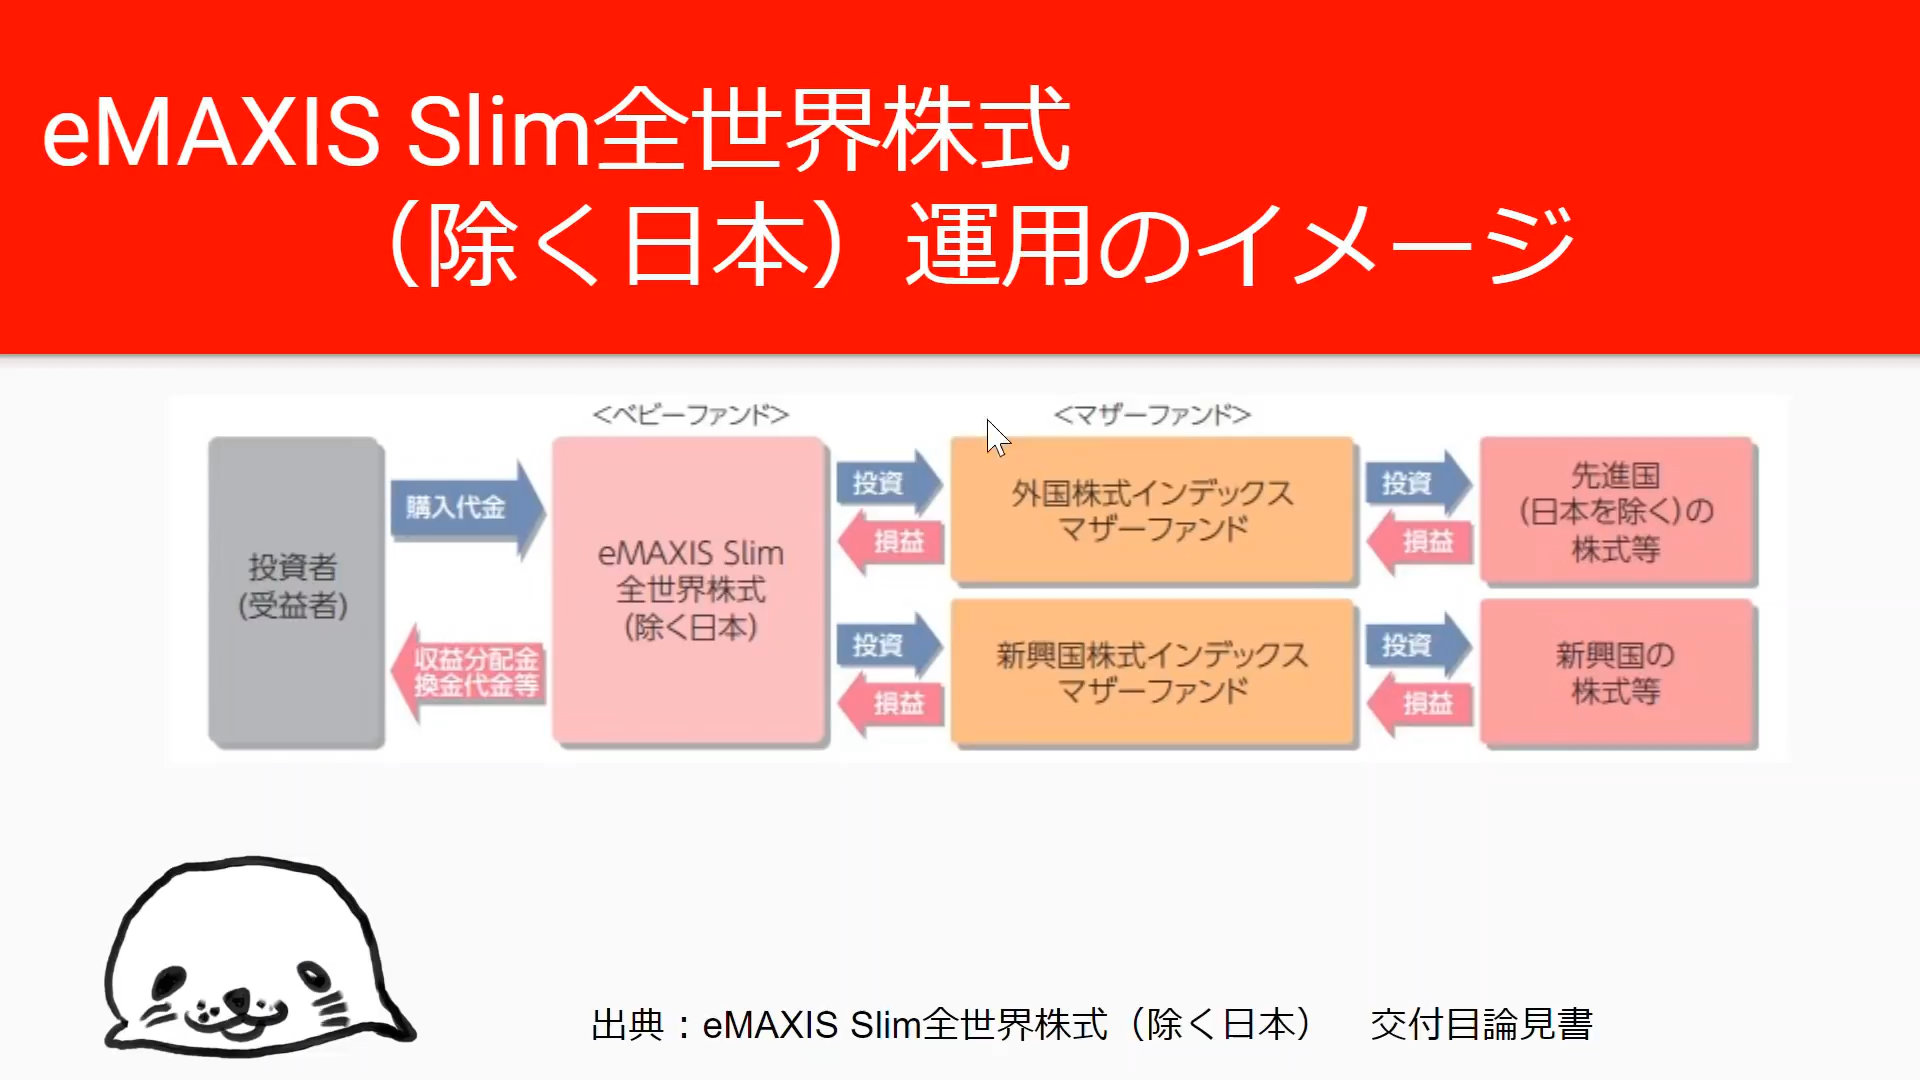 eMAXIS Slim全世界株式
（除く日本）運用のイメージ
<ベビーファンド>
<マザーファンド>
投資者
(受益者)
購入代金
収益分配金
換金代金等
eMAXIS Slim
全世界株式
(除く日本)
投資
損益
外国株式インデックス
マザーファンド
投資
損益
先進国
(日本を除く)の
株式等
投資
損益
新興国株式インデックス
マザーファンド
投資
損益
新興国の
株式等
出典：eMAXIS Slim全世界株式（除く日本）　交付目論見書